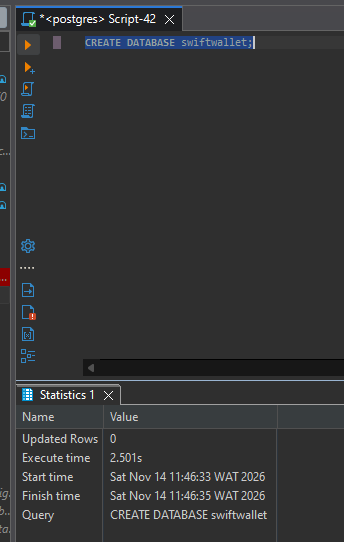 *<postgres> Script-42
CREATE DATABASE swiftwallet;
Statistics 1
Name Value
Updated Rows 0
Execute time 2.501s
Start time Sat Nov 14 11:46:33 WAT 2026
Finish time Sat Nov 14 11:46:35 WAT 2026
Query CREATE DATABASE swiftwallet